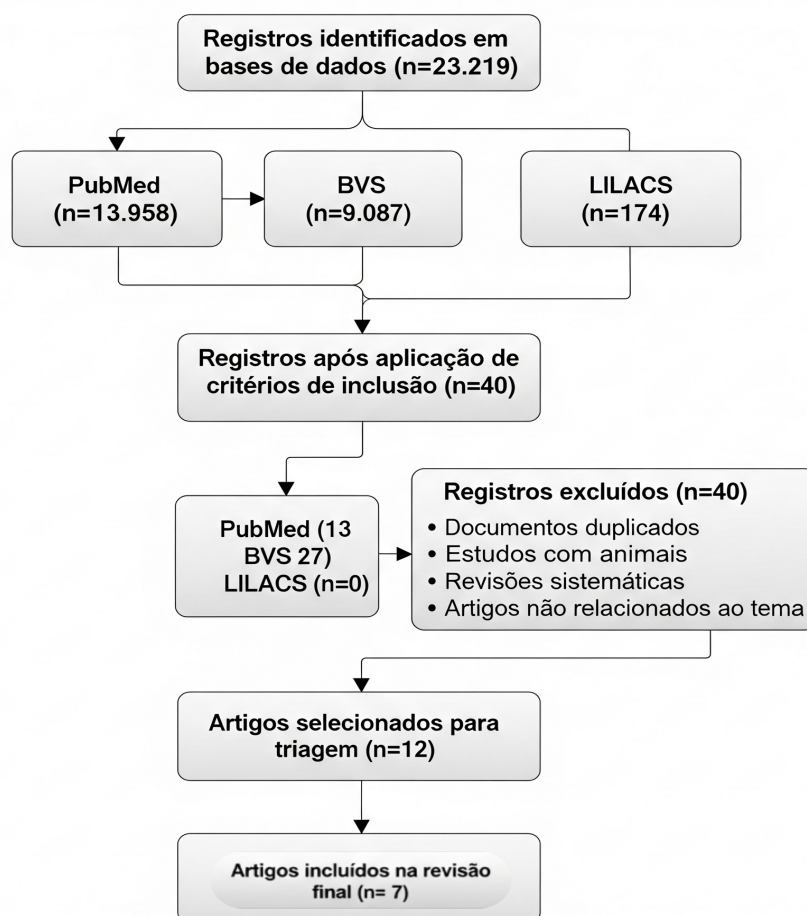 Registros identificados em
bases de dados (n=23.219)
PubMed
(n=13.958)
BVS
(n=9.087)
LILACS
(n=174)
Registros após aplicação de
critérios de inclusão (n=40)
PubMed (13
BVS 27)
LILACS (n=0)
Registros excluídos (n=40)
• Documentos duplicados
• Estudos com animais
• Revisões sistemáticas
• Artigos não relacionados ao tema
Artigos selecionados para
triagem (n=12)
Artigos incluídos na revisão
final (n= 7)